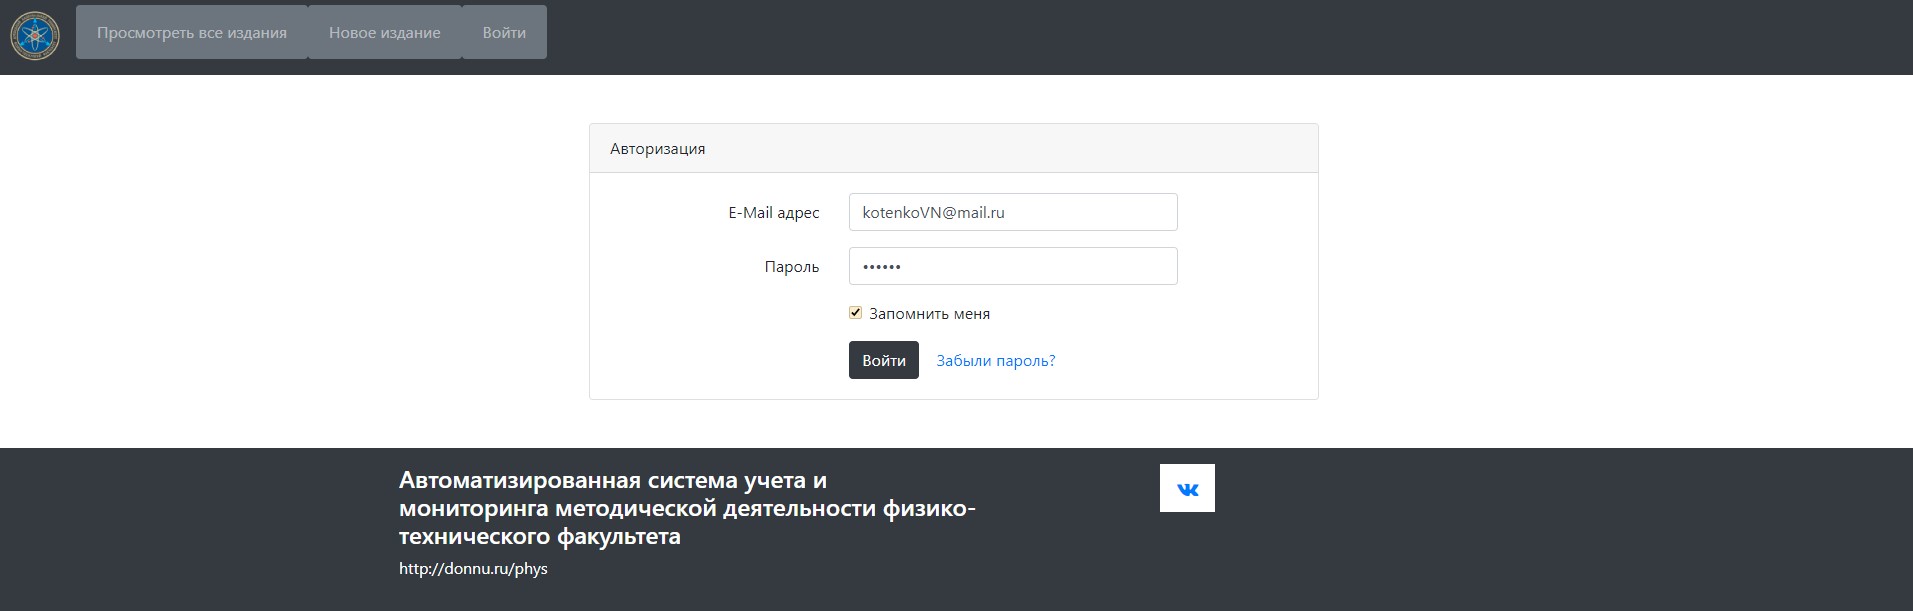 Просмотреть все издания Новое издание Войти
Авторизация
E-Mail адрес kotenkoVN@mail.ru
Пароль ••••••
Запомнить меня
Войти Забыли пароль?
Автоматизированная система учета и
мониторинга методической деятельности физико-
технического факультета
http://donnu.ru/phys